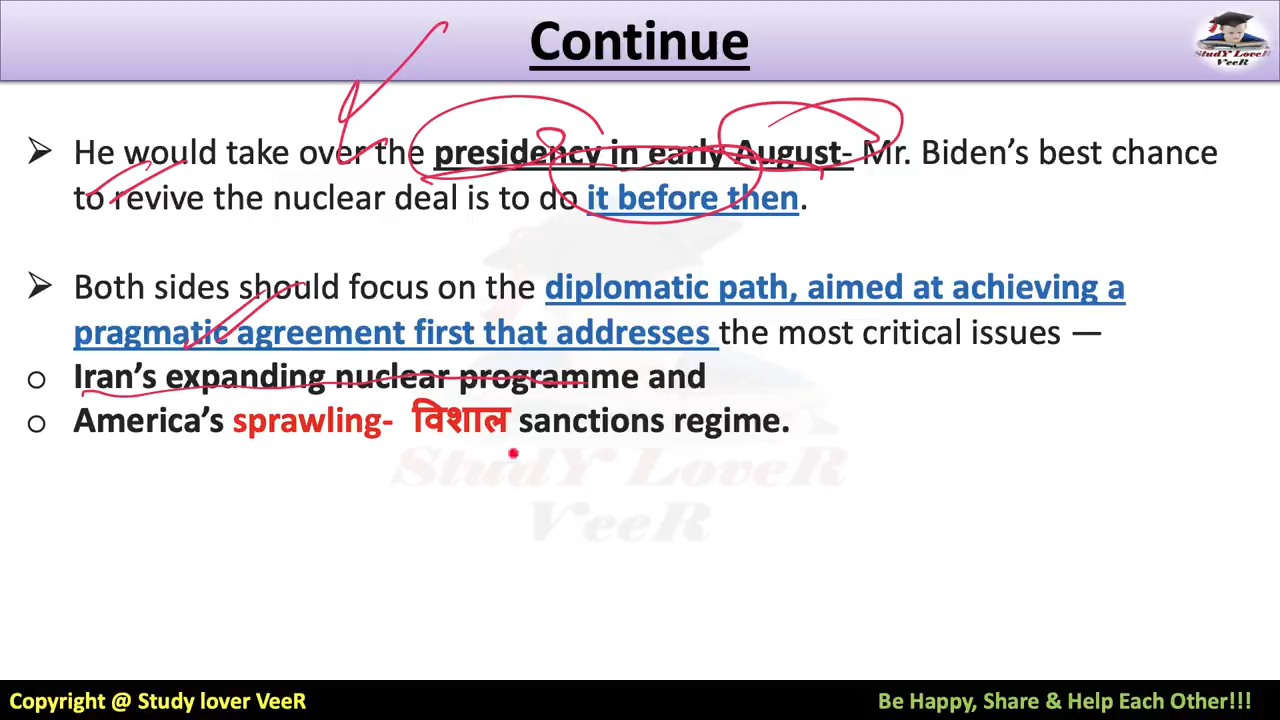 Continue
StudY LoveR
VeeR
➤ He would take over the presidency in early August- Mr. Biden’s best chance
to revive the nuclear deal is to do it before then.
➤ Both sides should focus on the diplomatic path, aimed at achieving a
pragmatic agreement first that addresses the most critical issues —
o Iran’s expanding nuclear programme and
o America’s sprawling- विशाल sanctions regime.
StudY LoveR
VeeR
Copyright @ Study lover VeeR
Be Happy, Share & Help Each Other!!!